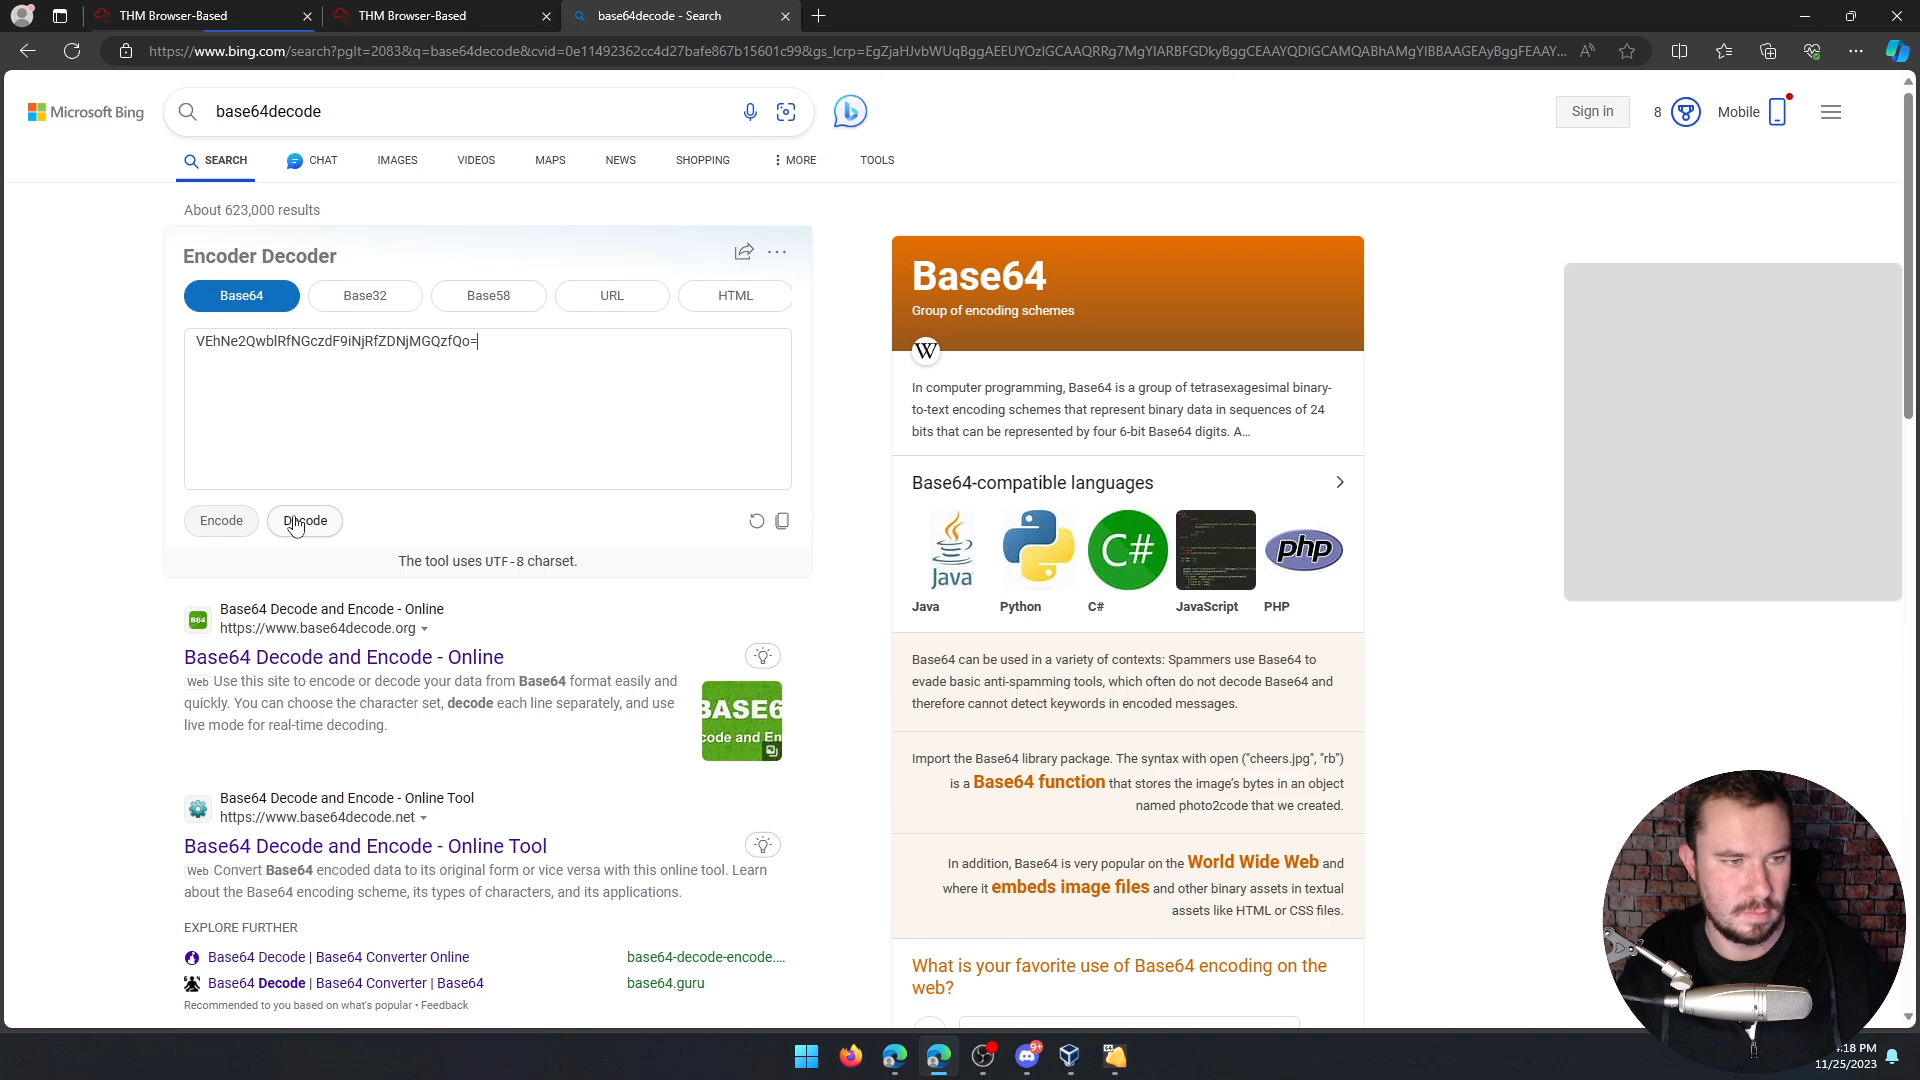 THM Browser-Based
THM Browser-Based
base64decode - Search
https://www.bing.com/search?pglt=2083&q=base64decode&cvid=0e11492362cc4d27bafe867b15601c99&gs_lcrp=EgZjaHJvbWUqBggAEEUYOzIGCAAQRRg7MgYIARBFGDkyBggCEAAYQDIGCAMQABhAMgYIBBAAGEAyBggFEAAY...
Microsoft Bing
base64decode
Sign in
8
Mobile
SEARCH
CHAT
IMAGES
VIDEOS
MAPS
NEWS
SHOPPING
MORE
TOOLS
About 623,000 results
Encoder Decoder
Base64
Base32
Base58
URL
HTML
VEhNe2QwblRfNGczdF9iNjRfZDNjMGQzfQo=
Encode
Decode
The tool uses UTF-8 charset.
B64
Base64 Decode and Encode - Online
https://www.base64decode.org
Base64 Decode and Encode - Online
Web Use this site to encode or decode your data from Base64 format easily and
quickly. You can choose the character set, decode each line separately, and use
live mode for real-time decoding.
BASE6
code and En
Base64 Decode and Encode - Online Tool
https://www.base64decode.net
Base64 Decode and Encode - Online Tool
Web Convert Base64 encoded data to its original form or vice versa with this online tool. Learn
about the Base64 encoding scheme, its types of characters, and its applications.
EXPLORE FURTHER
Base64 Decode | Base64 Converter Online
base64-decode-encode....
Base64 Decode | Base64 Converter | Base64
base64.guru
Recommended to you based on what's popular • Feedback
Base64
Group of encoding schemes
W
In computer programming, Base64 is a group of tetrasexagesimal binary-
to-text encoding schemes that represent binary data in sequences of 24
bits that can be represented by four 6-bit Base64 digits. A...
Base64-compatible languages
Java
C#
php
Java
Python
C#
JavaScript
PHP
Base64 can be used in a variety of contexts: Spammers use Base64 to
evade basic anti-spamming tools, which often do not decode Base64 and
therefore cannot detect keywords in encoded messages.
Import the Base64 library package. The syntax with open ("cheers.jpg", "rb")
is a Base64 function that stores the image's bytes in an object
named photo2code that we created.
In addition, Base64 is very popular on the World Wide Web and
where it embeds image files and other binary assets in textual
assets like HTML or CSS files.
What is your favorite use of Base64 encoding on the
web?
9+
:18 PM
11/25/2023